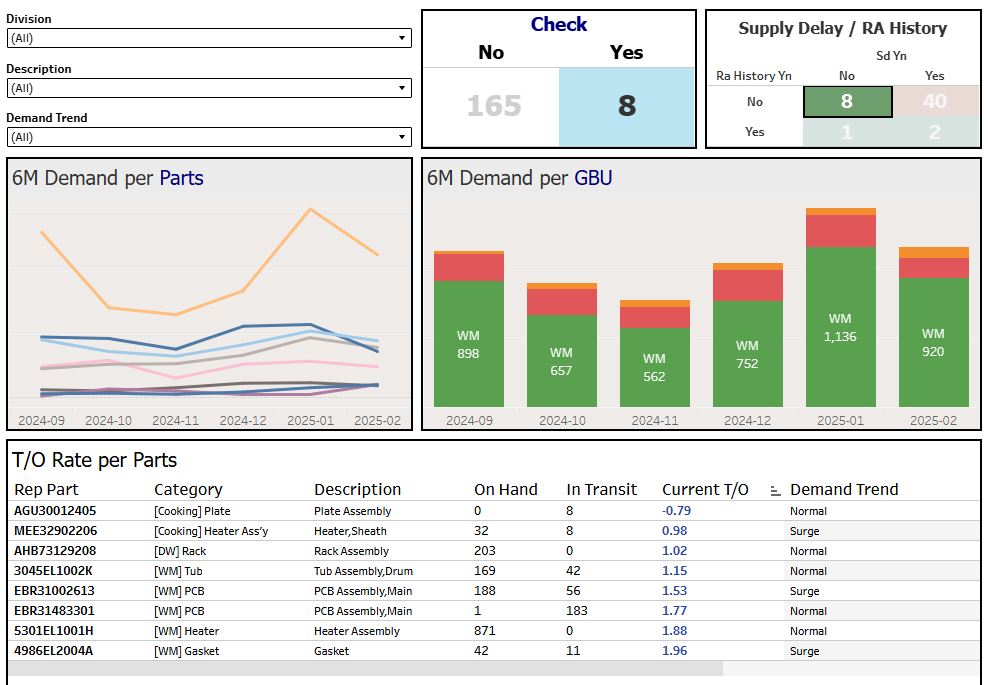 Division
(All)
Description
(All)
Demand Trend
(All)
Check
No Yes
165 8
Supply Delay / RA History
Sd Yn
Ra History Yn No Yes
No 8 40
Yes 1 2
6M Demand per Parts
2024-09 2024-10 2024-11 2024-12 2025-01 2025-02
6M Demand per GBU
WM
898
WM
657
WM
562
WM
752
WM
1,136
WM
920
2024-09 2024-10 2024-11 2024-12 2025-01 2025-02
T/O Rate per Parts
Rep Part Category Description On Hand In Transit Current T/O Demand Trend
AGU30012405 [Cooking] Plate Plate Assembly 0 8 -0.79 Normal
MEE32902206 [Cooking] Heater Ass’y Heater,Sheath 32 8 0.98 Surge
AHB73129208 [DW] Rack Rack Assembly 203 0 1.02 Normal
3045EL1002K [WM] Tub Tub Assembly,Drum 169 42 1.15 Normal
EBR31002613 [WM] PCB PCB Assembly,Main 188 56 1.53 Surge
EBR31483301 [WM] PCB PCB Assembly,Main 1 183 1.77 Normal
5301EL1001H [WM] Heater Heater Assembly 871 0 1.88 Normal
4986EL2004A [WM] Gasket Gasket 42 11 1.96 Surge